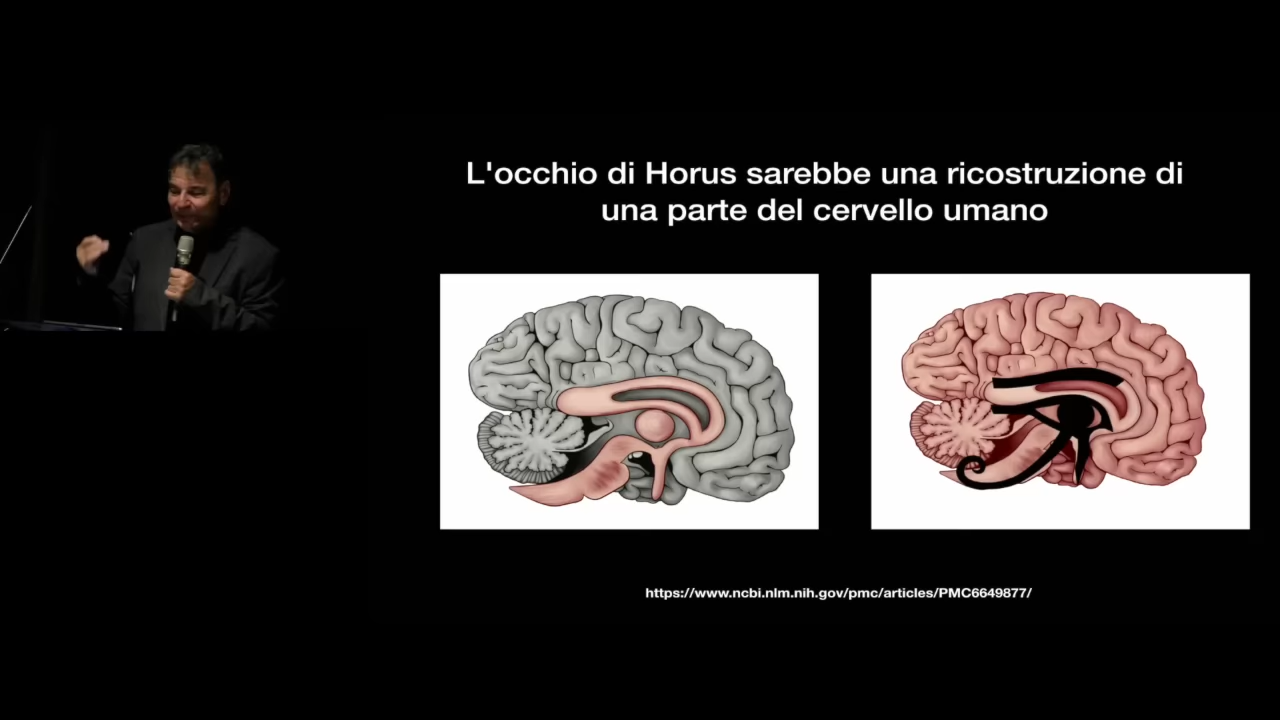 L'occhio di Horus sarebbe una ricostruzione di
una parte del cervello umano
https://www.ncbi.nlm.nih.gov/pmc/articles/PMC6649877/